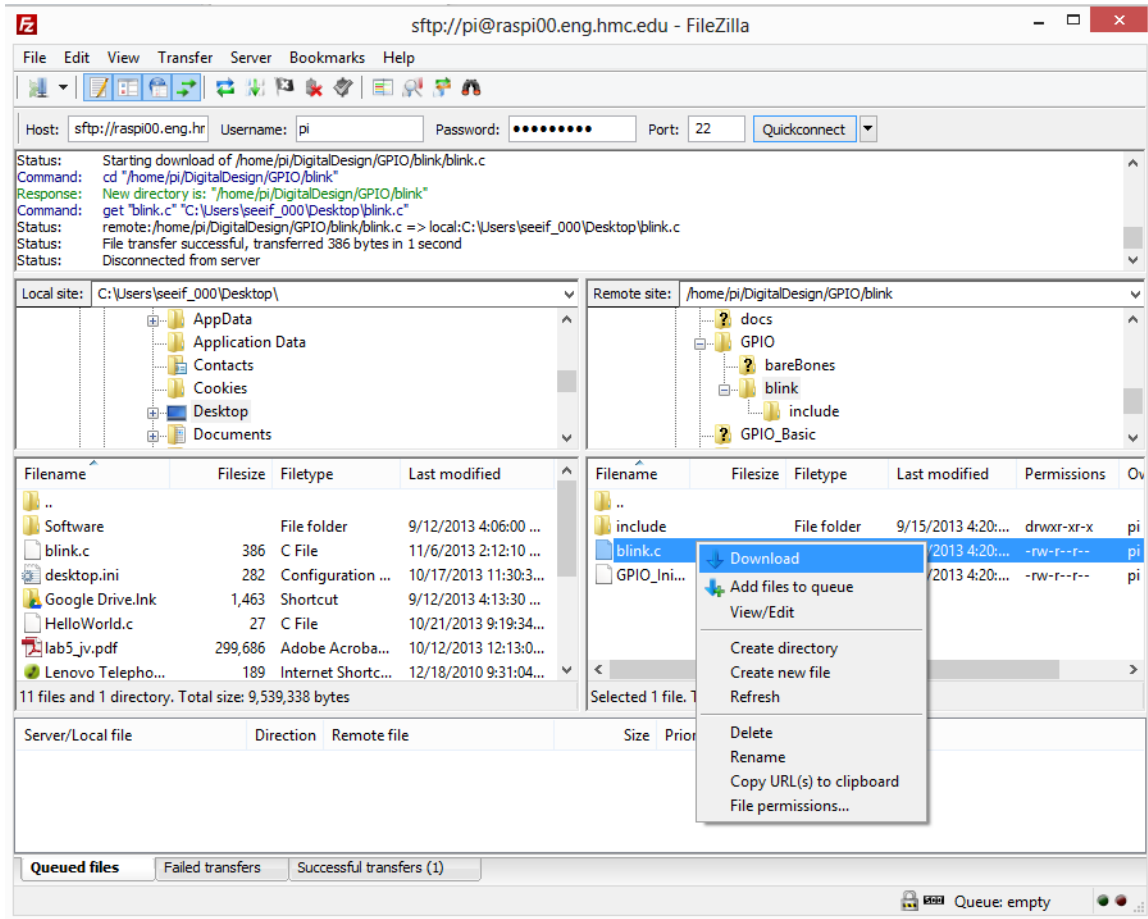 sftp://pi@raspi00.eng.hmc.edu - FileZilla
File Edit View Transfer Server Bookmarks Help
Host: sftp://raspi00.eng.hr Username: pi Password: ●●●●●●●●● Port: 22 Quickconnect
Status: Starting download of /home/pi/DigitalDesign/GPIO/blink/blink.c
Command: cd "/home/pi/DigitalDesign/GPIO/blink"
Response: New directory is: "/home/pi/DigitalDesign/GPIO/blink"
Command: get "blink.c" "C:\Users\seeif_000\Desktop\blink.c"
Status: remote:/home/pi/DigitalDesign/GPIO/blink/blink.c => local:C:\Users\seeif_000\Desktop\blink.c
Status: File transfer successful, transferred 386 bytes in 1 second
Status: Disconnected from server
Local site: C:\Users\seeif_000\Desktop\
AppData
Application Data
Contacts
Cookies
Desktop
Documents
Remote site: /home/pi/DigitalDesign/GPIO/blink
docs
GPIO
bareBones
blink
include
GPIO_Basic
Filename Filesize Filetype Last modified
..
Software File folder 9/12/2013 4:06:00 ...
blink.c 386 C File 11/6/2013 2:12:10 ...
desktop.ini 282 Configuration ... 10/17/2013 11:30:3...
Google Drive.lnk 1,463 Shortcut 9/12/2013 4:13:30 ...
HelloWorld.c 27 C File 10/21/2013 9:19:34...
lab5_jv.pdf 299,686 Adobe Acroba... 10/12/2013 12:13:0...
Lenovo Telepho... 189 Internet Shortc... 12/18/2010 9:31:04...
11 files and 1 directory. Total size: 9,539,338 bytes
Filename Filesize Filetype Last modified Permissions Ow
..
include File folder 9/15/2013 4:20:... drwxr-xr-x pi
blink.c /2013 4:20:... -rw-r--r-- pi
GPIO_Ini... /2013 4:20:... -rw-r--r-- pi
Selected 1 file.
Download
Add files to queue
View/Edit
Create directory
Create new file
Refresh
Delete
Rename
Copy URL(s) to clipboard
File permissions...
Server/Local file Direction Remote file Size Prior
Queued files Failed transfers Successful transfers (1)
Queue: empty